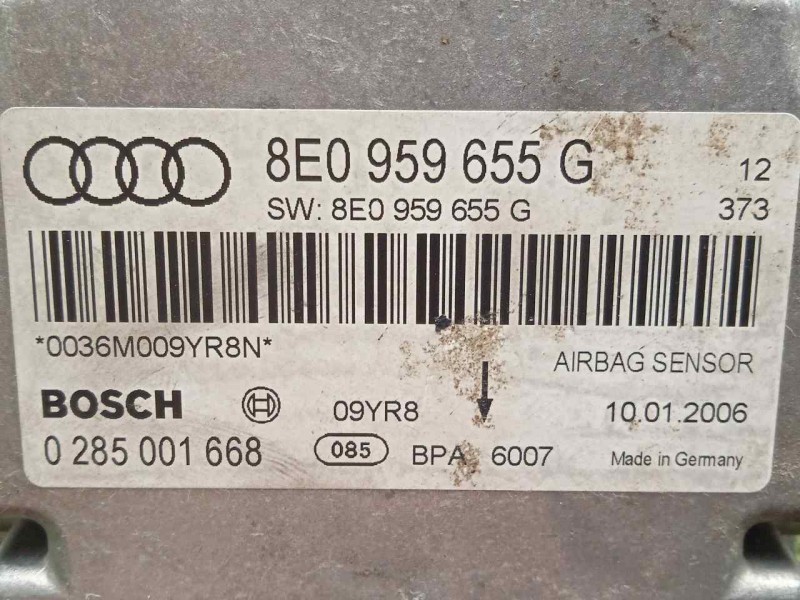 8E0 959 655 G 12
SW: 8E0 959 655 G 373
*0036M009YR8N*
AIRBAG SENSOR
BOSCH 09YR8 10.01.2006
0 285 001 668 085 BPA 6007 Made in Germany